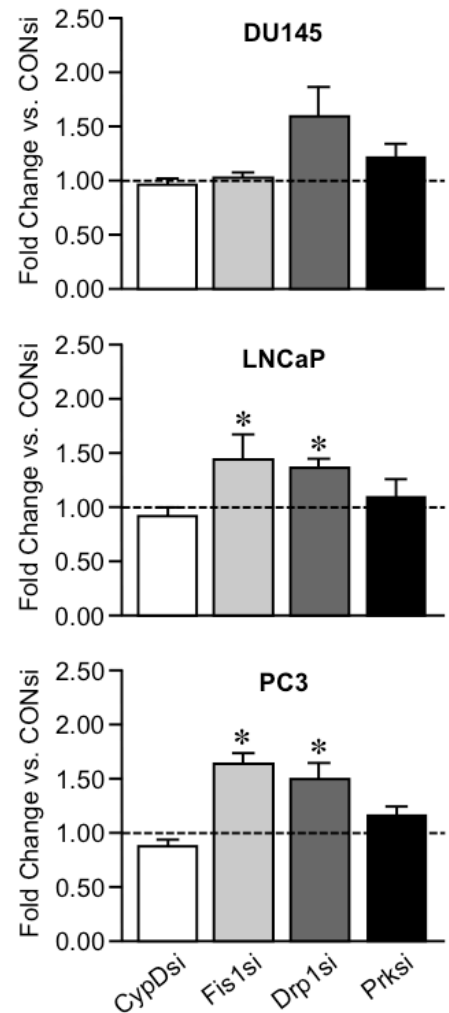 DU145
Fold Change vs. CONsi
2.50
2.00
1.50
1.00
0.50
0.00
LNCaP
Fold Change vs. CONsi
2.50
2.00
1.50
1.00
0.50
0.00
*
*
PC3
Fold Change vs. CONsi
2.50
2.00
1.50
1.00
0.50
0.00
*
*
CypDsi
Fis1si
Drp1si
Prksi